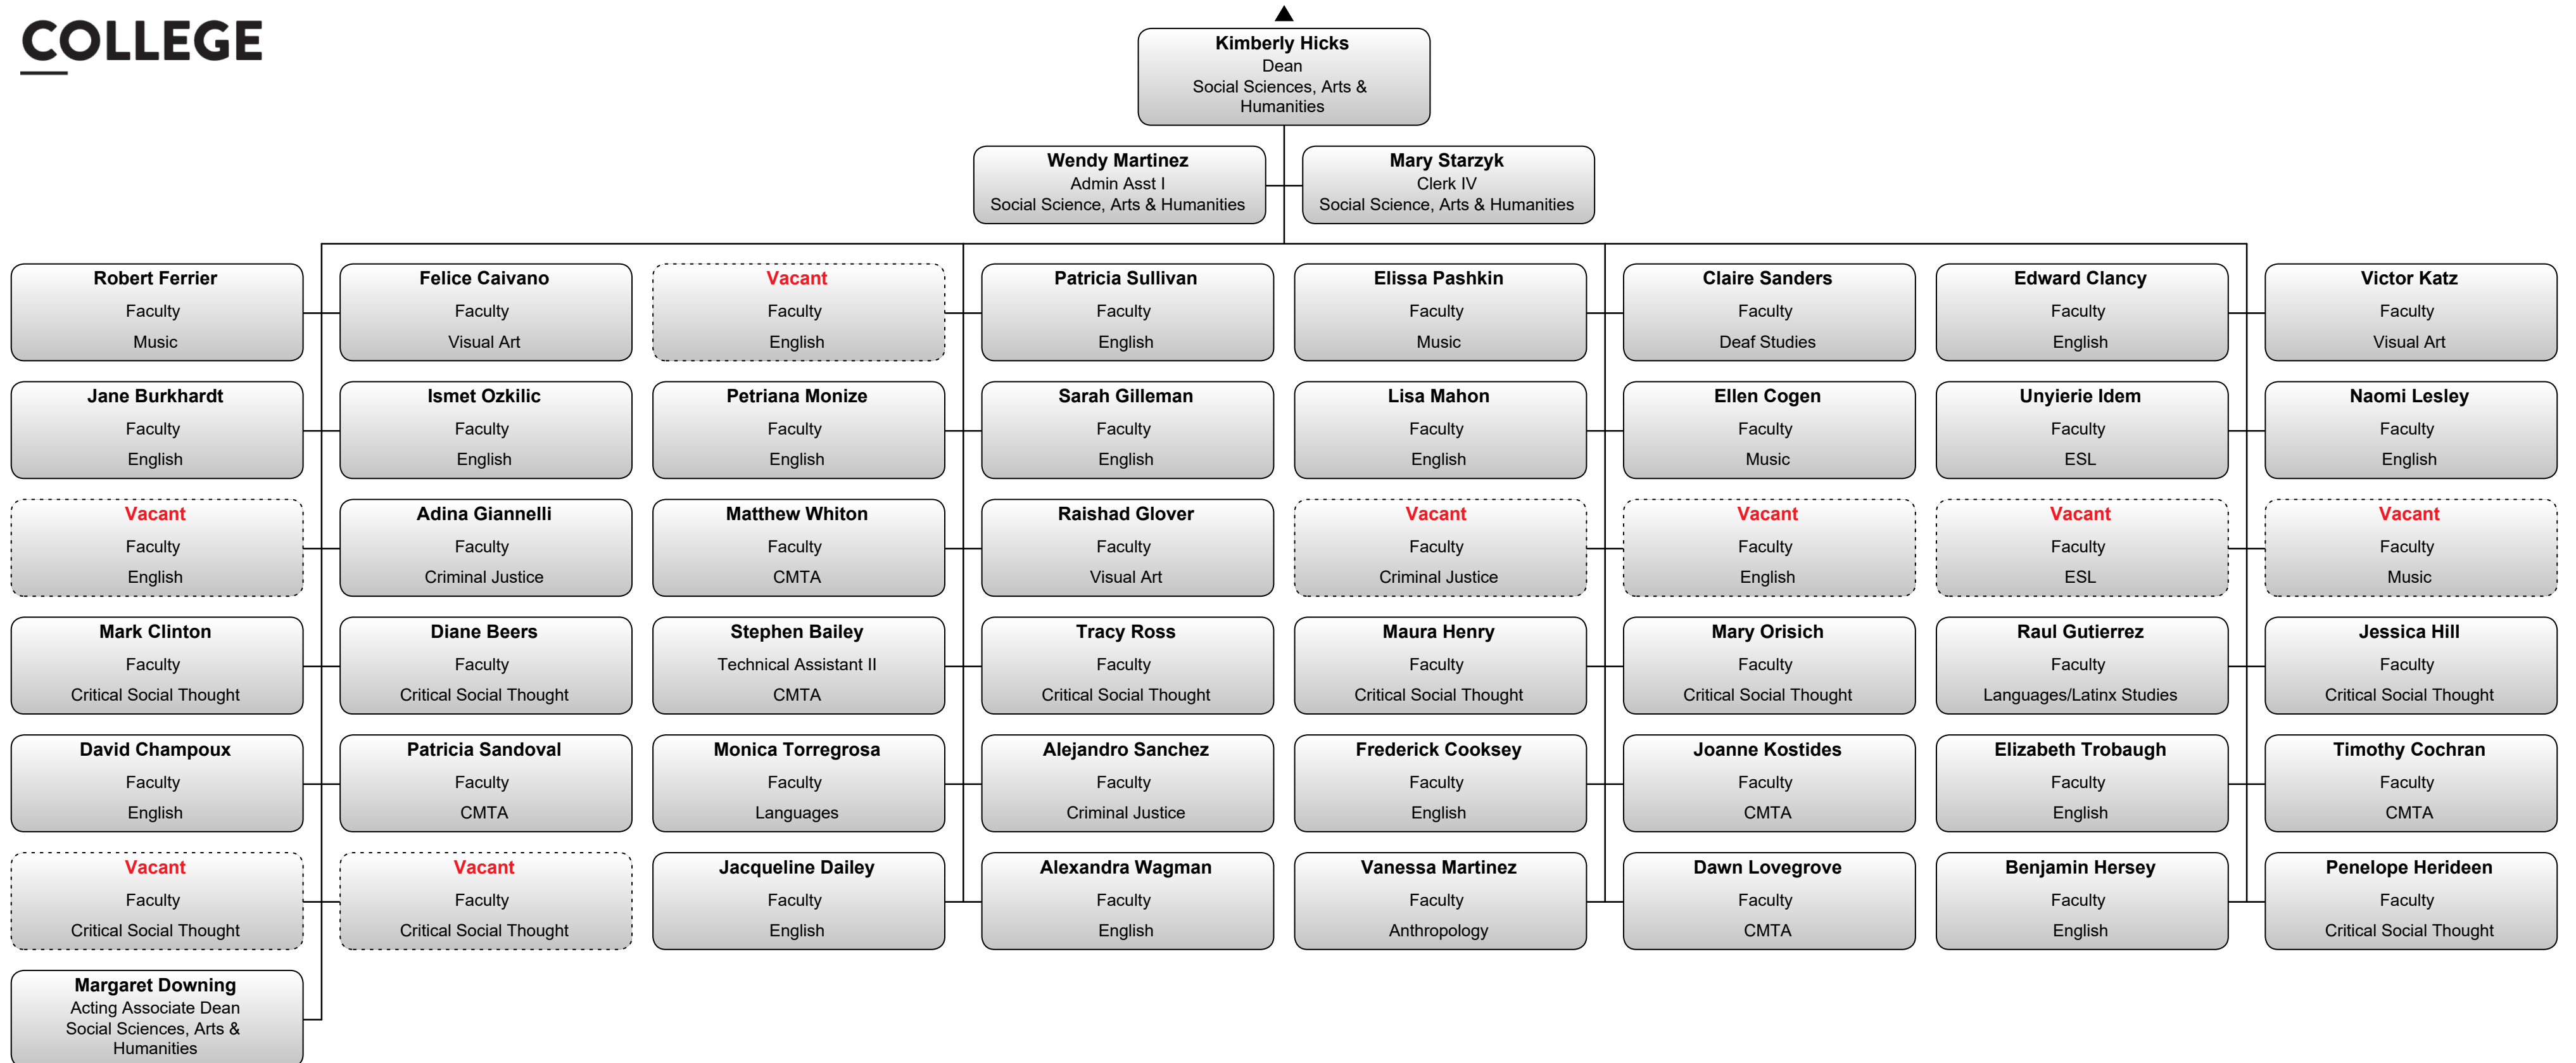 COLLEGE
Kimberly Hicks
Dean
Social Sciences, Arts &
Humanities
Wendy Martinez
Admin Asst I
Social Science, Arts & Humanities
Mary Starzyk
Clerk IV
Social Science, Arts & Humanities
Robert Ferrier
Faculty
Music
Felice Caivano
Faculty
Visual Art
Vacant
Faculty
English
Patricia Sullivan
Faculty
English
Elissa Pashkin
Faculty
Music
Claire Sanders
Faculty
Deaf Studies
Edward Clancy
Faculty
English
Victor Katz
Faculty
Visual Art
Jane Burkhardt
Faculty
English
Ismet Ozkilic
Faculty
English
Petriana Monize
Faculty
English
Sarah Gilleman
Faculty
English
Lisa Mahon
Faculty
English
Ellen Cogen
Faculty
Music
Unyierie Idem
Faculty
ESL
Naomi Lesley
Faculty
English
Vacant
Faculty
English
Adina Giannelli
Faculty
Criminal Justice
Matthew Whiton
Faculty
CMTA
Raishad Glover
Faculty
Visual Art
Vacant
Faculty
Criminal Justice
Vacant
Faculty
English
Vacant
Faculty
ESL
Vacant
Faculty
Music
Mark Clinton
Faculty
Critical Social Thought
Diane Beers
Faculty
Critical Social Thought
Stephen Bailey
Technical Assistant II
CMTA
Tracy Ross
Faculty
Critical Social Thought
Maura Henry
Faculty
Critical Social Thought
Mary Orisich
Faculty
Critical Social Thought
Raul Gutierrez
Faculty
Languages/Latinx Studies
Jessica Hill
Faculty
Critical Social Thought
David Champoux
Faculty
English
Patricia Sandoval
Faculty
CMTA
Monica Torregrosa
Faculty
Languages
Alejandro Sanchez
Faculty
Criminal Justice
Frederick Cooksey
Faculty
English
Joanne Kostides
Faculty
CMTA
Elizabeth Trobaugh
Faculty
English
Timothy Cochran
Faculty
CMTA
Vacant
Faculty
Critical Social Thought
Vacant
Faculty
Critical Social Thought
Jacqueline Dailey
Faculty
English
Alexandra Wagman
Faculty
English
Vanessa Martinez
Faculty
Anthropology
Dawn Lovegrove
Faculty
CMTA
Benjamin Hersey
Faculty
English
Penelope Herideen
Faculty
Critical Social Thought
Margaret Downing
Acting Associate Dean
Social Sciences, Arts &
Humanities